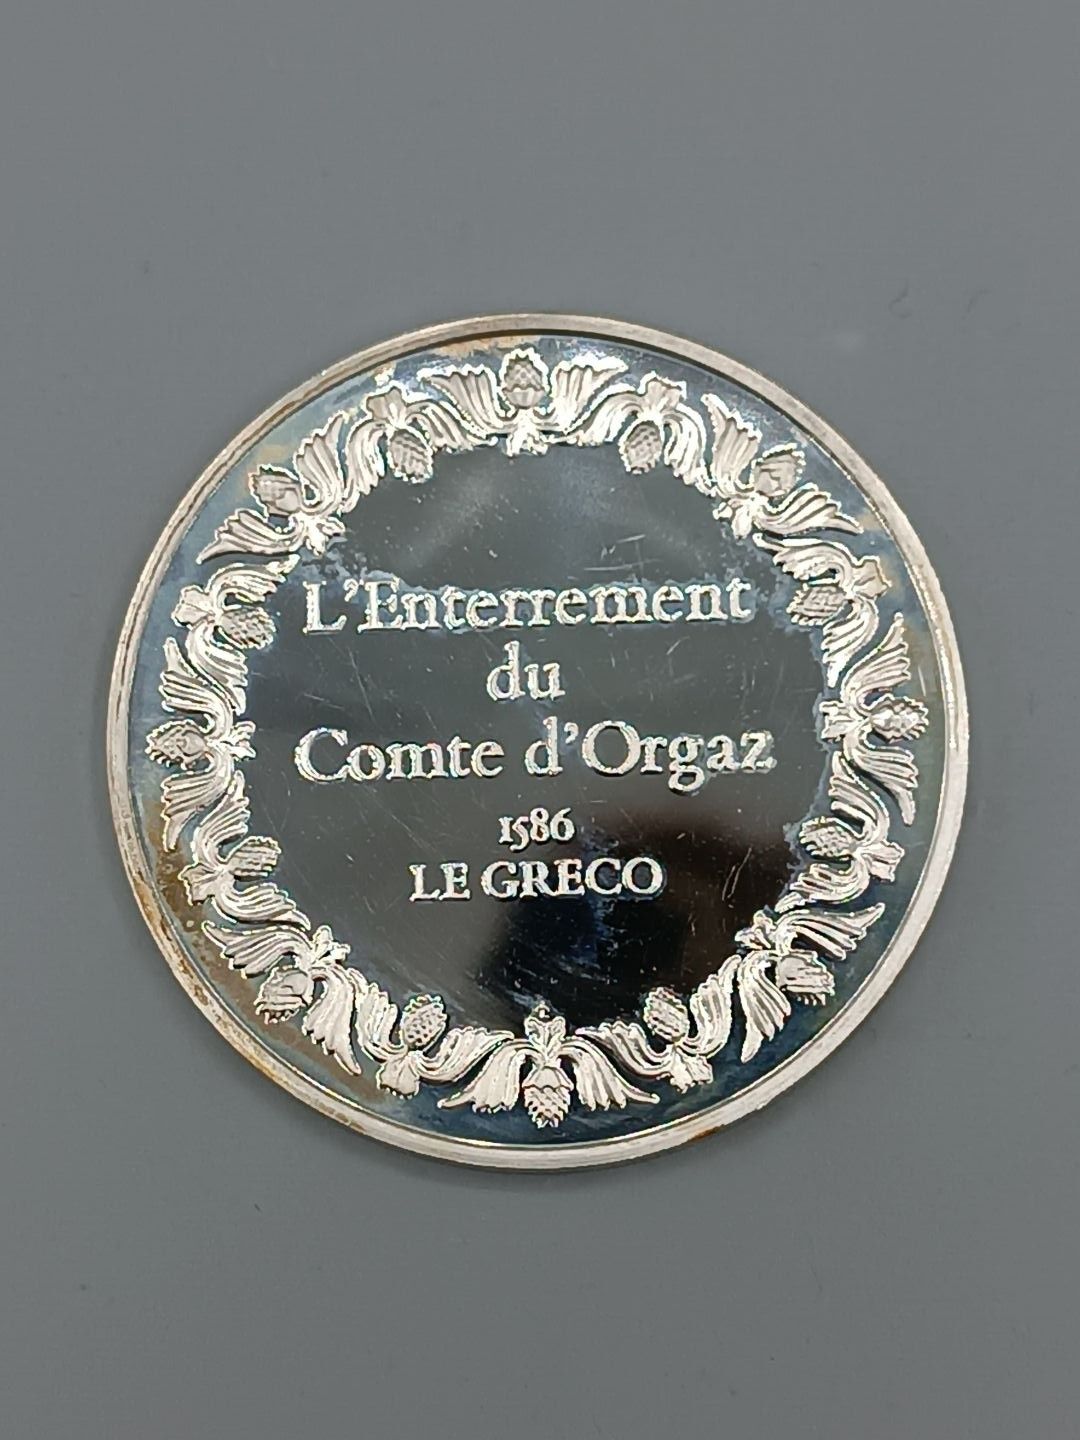 L'Enterrement
du
Comte d'Orgaz
1586
LE GRECO